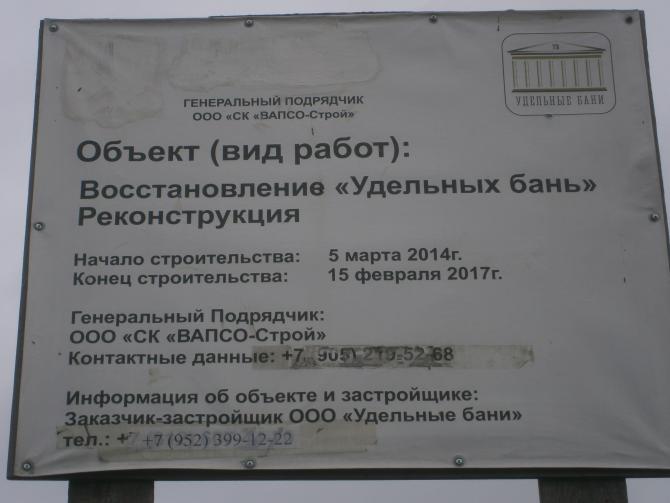 УДЕЛЬНЫЕ БАНИ
ГЕНЕРАЛЬНЫЙ ПОДРЯДЧИК
ООО «СК «ВАПСО-Строй»
Объект (вид работ):
Восстановление «Удельных бань»
Реконструкция
Начало строительства: 5 марта 2014г.
Конец строительства: 15 февраля 2017г.
Генеральный Подрядчик:
ООО «СК «ВАПСО-Строй»
Контактные данные: +7
Информация об объекте и застройщике:
Заказчик-застройщик ООО «Удельные бани»
тел.: +7 (952) 399-12-22